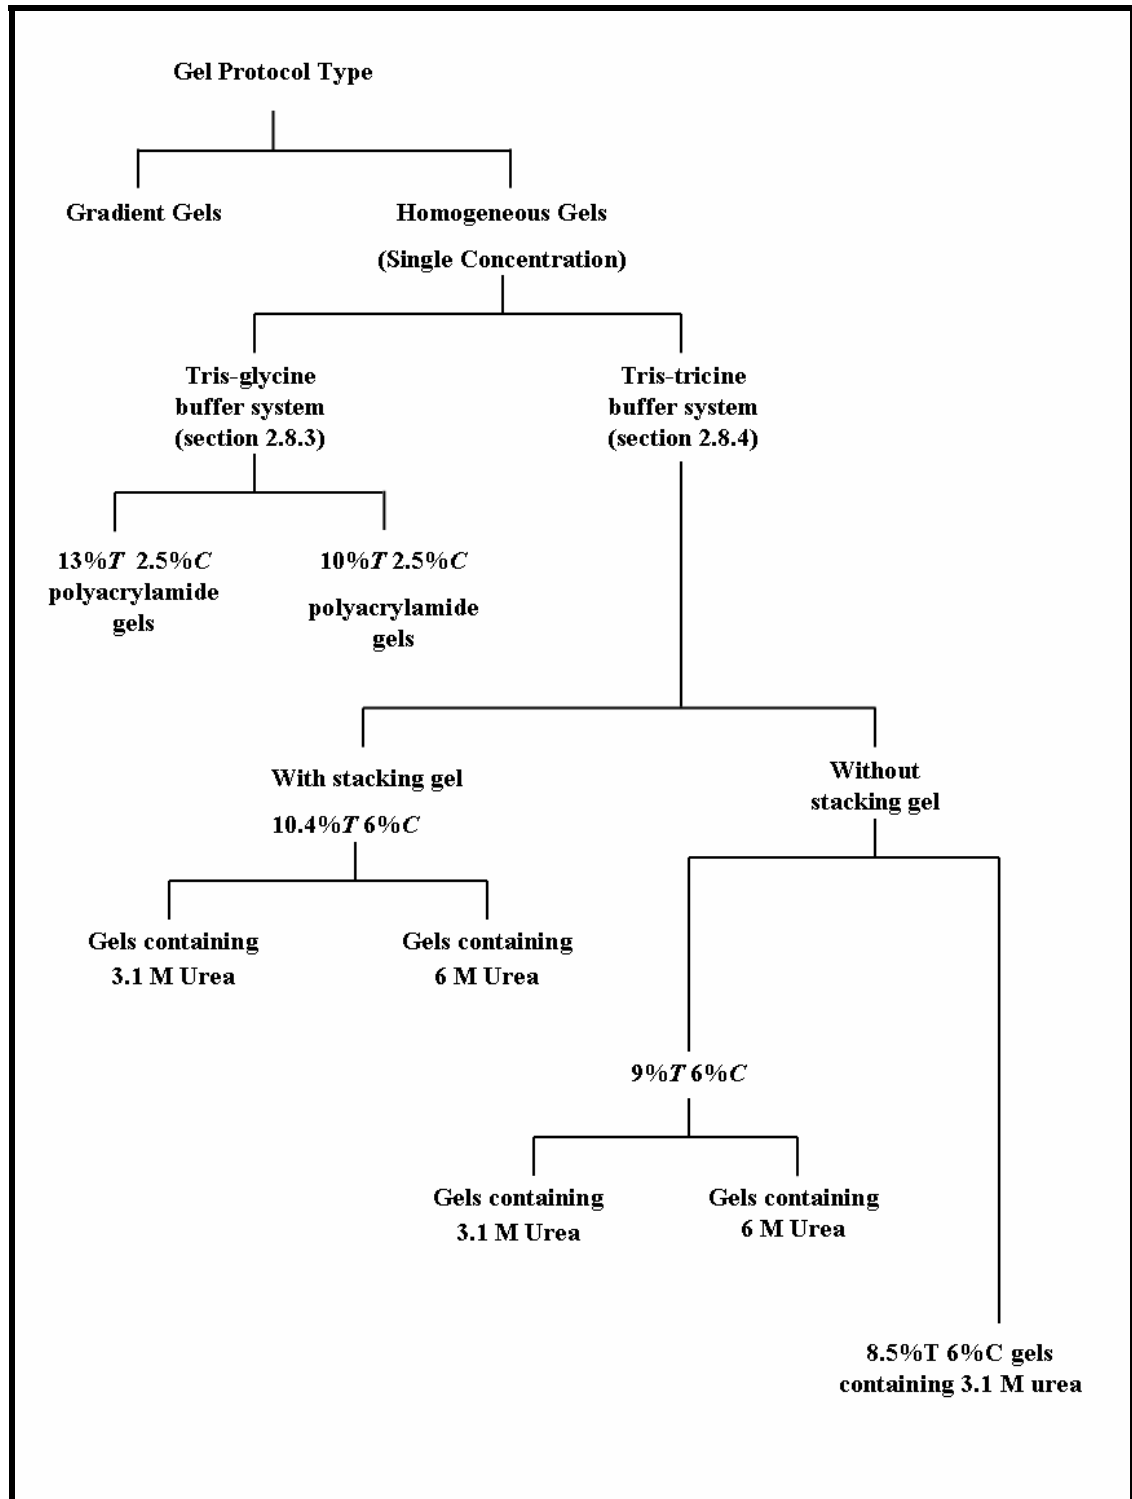 Gel Protocol Type
Gradient Gels
Homogeneous Gels
(Single Concentration)
Tris-glycine
buffer system
(section 2.8.3)
Tris-tricine
buffer system
(section 2.8.4)
13%T 2.5%C
polyacrylamide
gels
10%T 2.5%C
polyacrylamide
gels
With stacking gel
10.4%T 6%C
Without
stacking gel
Gels containing
3.1 M Urea
Gels containing
6 M Urea
9%T 6%C
Gels containing
3.1 M Urea
Gels containing
6 M Urea
8.5%T 6%C gels
containing 3.1 M urea